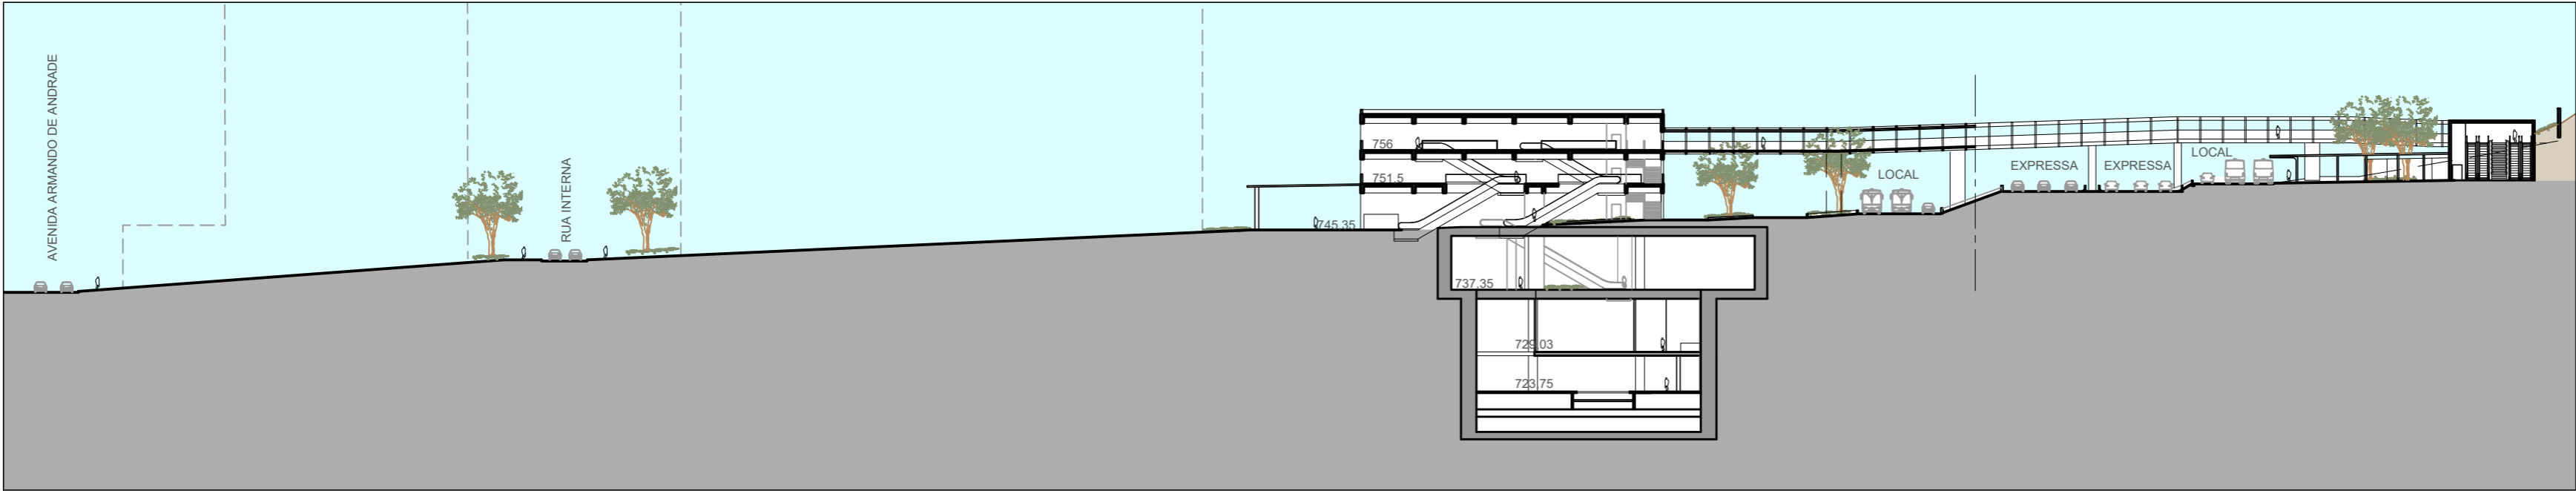 AVENIDA ARMANDO DE ANDRADE
RUA INTERNA
756
751.5
745.35
737.35
729.03
723.75
LOCAL
EXPRESSA
EXPRESSA
LOCAL